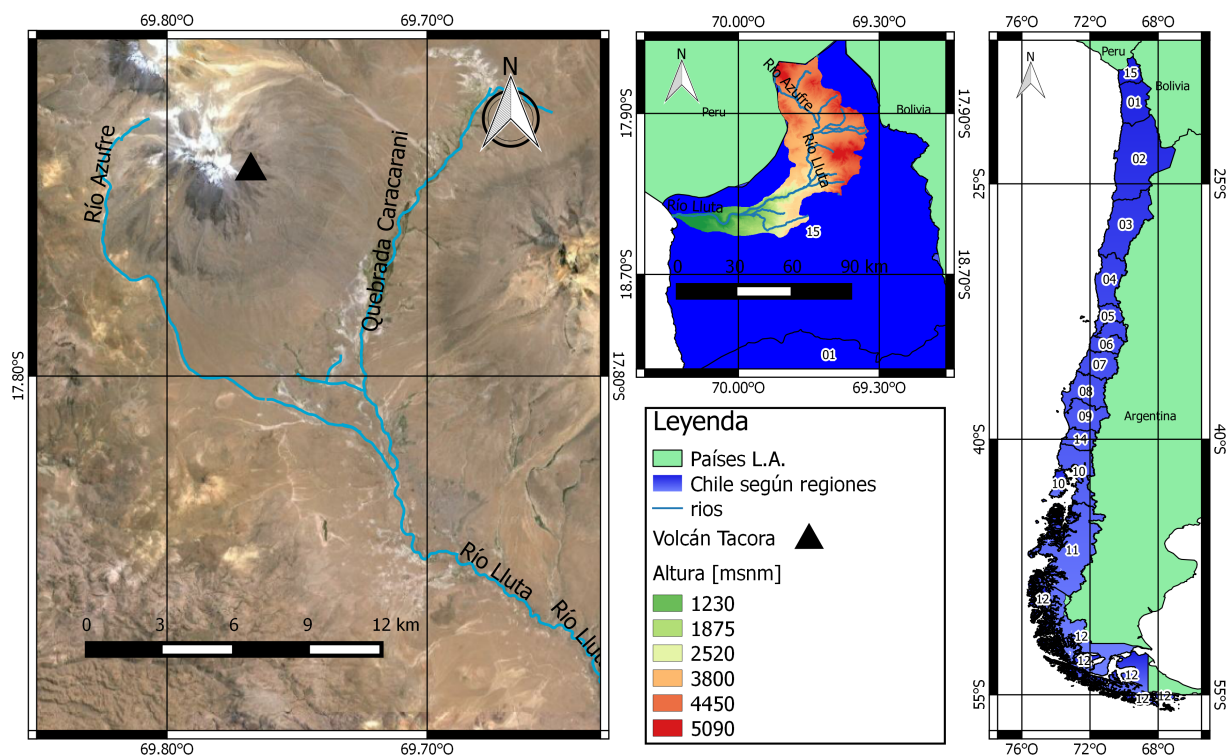 69.80°O
69.70°O
N
Río Azufre
Quebrada Caracarani
17.80°S
17.80°S
Río Lluta
Río Llut
0 3 6 9 12 km
69.80°O
69.70°O
70.00°O
69.30°O
N
Río Azufre
Peru
Bolivia
17.90°S
17.90°S
Río Lluta
Río Lluta
15
0 30 60 90 km
18.70°S
18.70°S
01
70.00°O
69.30°O
Leyenda
Países L.A.
Chile según regiones
rios
Volcán Tacora
Altura [msnm]
1230
1875
2520
3800
4450
5090
76°O
72°O
68°O
N
Peru
15
Bolivia
01
02
25°S
25°S
03
04
05
06
07
08
09
Argentina
14
40°S
40°S
10
10
11
12
12
12
12
12
12
55°S
55°S
76°O
72°O
68°O